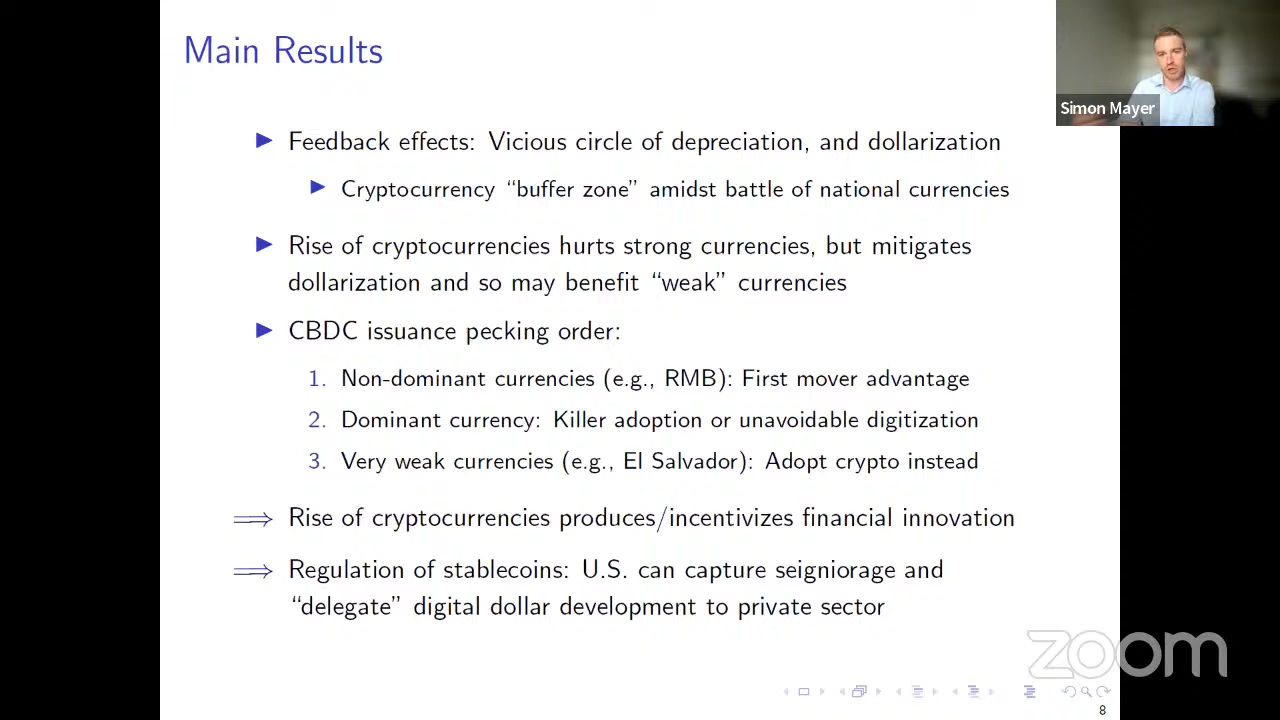 Main Results
Simon Mayer
▶ Feedback effects: Vicious circle of depreciation, and dollarization
▶ Cryptocurrency “buffer zone” amidst battle of national currencies
▶ Rise of cryptocurrencies hurts strong currencies, but mitigates
dollarization and so may benefit “weak” currencies
▶ CBDC issuance pecking order:
1. Non-dominant currencies (e.g., RMB): First mover advantage
2. Dominant currency: Killer adoption or unavoidable digitization
3. Very weak currencies (e.g., El Salvador): Adopt crypto instead
⟹ Rise of cryptocurrencies produces/incentivizes financial innovation
⟹ Regulation of stablecoins: U.S. can capture seigniorage and
“delegate” digital dollar development to private sector
zoom
8